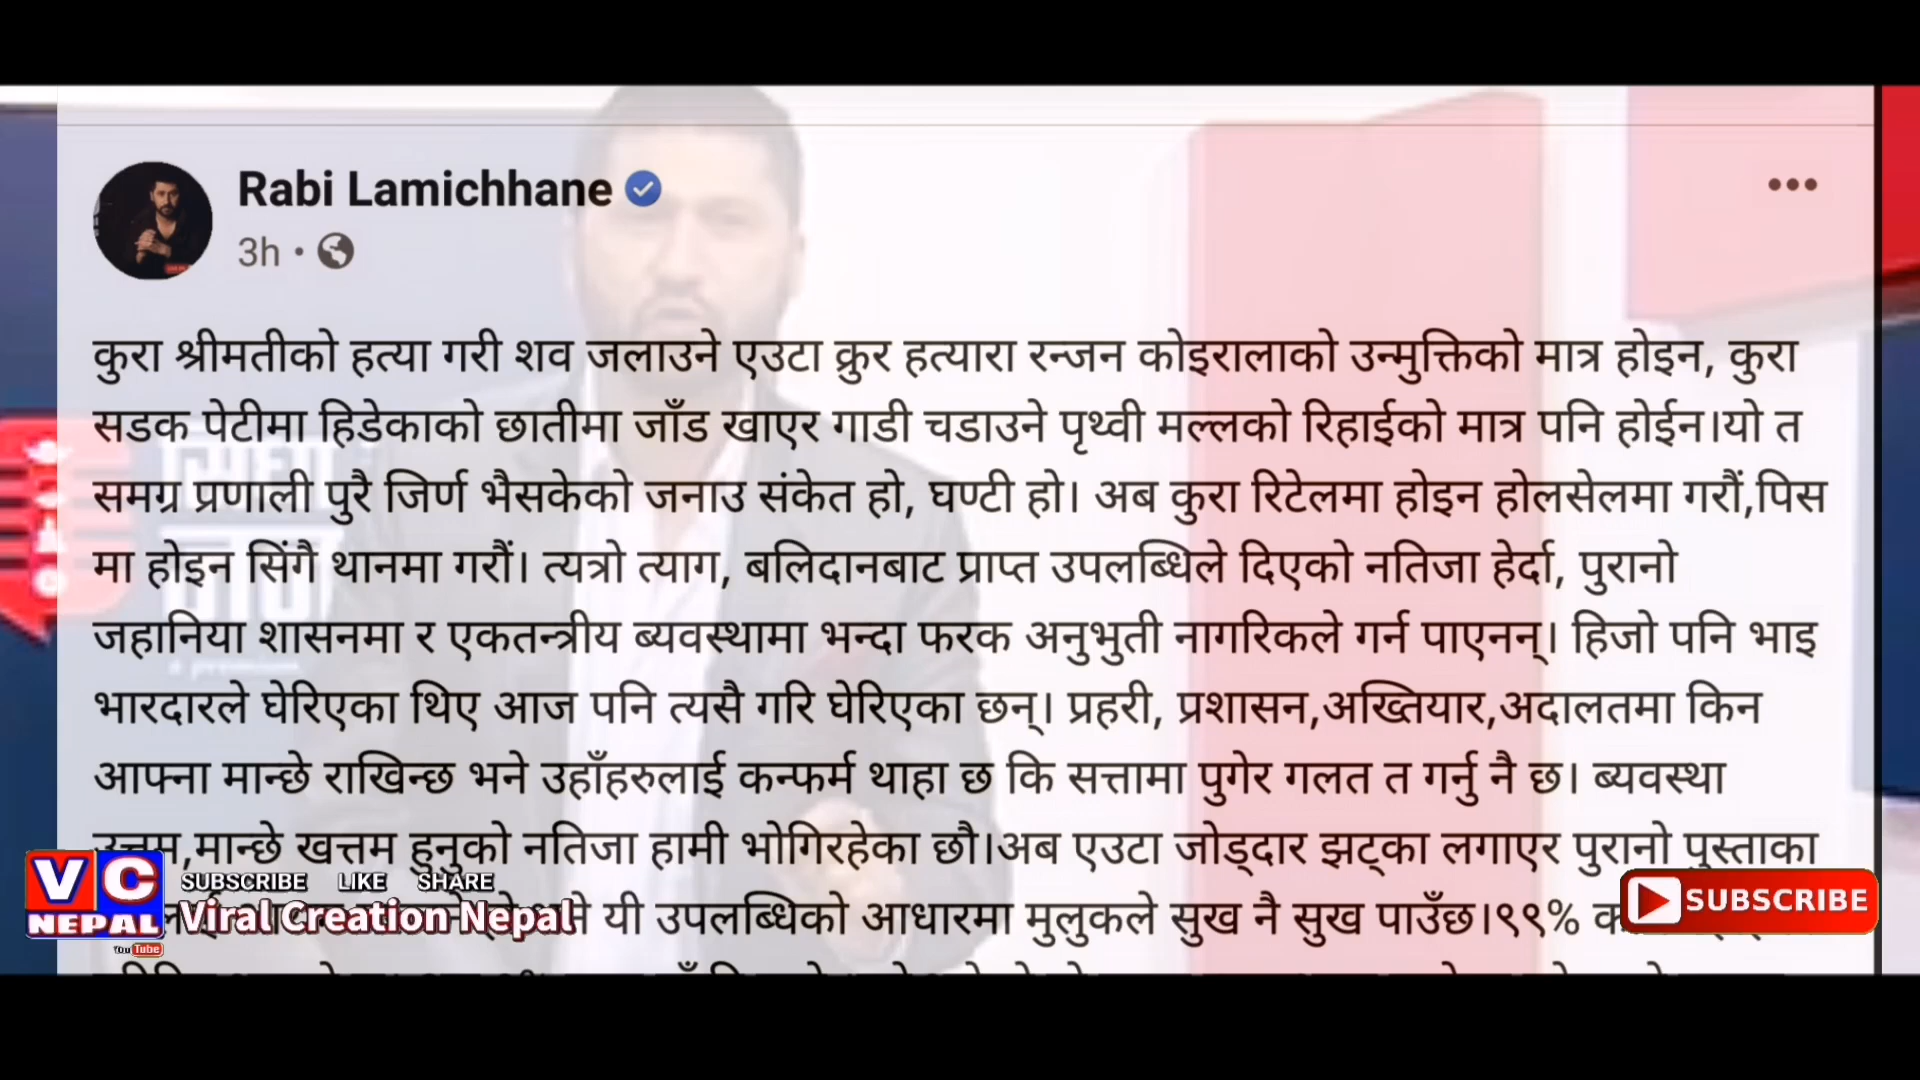 Rabi Lamichhane
3h
कुरा श्रीमतीको हत्या गरी शव जलाउने एउटा क्रुर हत्यारा रन्जन कोइरालाको उन्मुक्तिको मात्र होइन, कुरा
सडक पेटीमा हिडेकाको छातीमा जाँड खाएर गाडी चडाउने पृथ्वी मल्लको रिहाईको मात्र पनि होईन।यो त
समग्र प्रणाली पुरै जिर्ण भैसकेको जनाउ संकेत हो, घण्टी हो। अब कुरा रिटेलमा होइन होलसेलमा गरौं,पिस
मा होइन सिंगै थानमा गरौं। त्यत्रो त्याग, बलिदानबाट प्राप्त उपलब्धिले दिएको नतिजा हेर्दा, पुरानो
जहानिया शासनमा र एकतन्त्रीय ब्यवस्थामा भन्दा फरक अनुभुती नागरिकले गर्न पाएनन्। हिजो पनि भाइ
भारदारले घेरिएका थिए आज पनि त्यसै गरि घेरिएका छन्। प्रहरी, प्रशासन,अख्तियार,अदालतमा किन
आफ्ना मान्छे राखिन्छ भने उहाँहरुलाई कन्फर्म थाहा छ कि सत्तामा पुगेर गलत त गर्नु नै छ। ब्यवस्था
मान्छे खत्तम हुनुको नतिजा हामी भोगिरहेका छौ।अब एउटा जोड्दार झट्का लगाएर पुरानो पुस्ताका
यी उपलब्धिको आधारमा मुलुकले सुख नै सुख पाउँछ।९९%
VC
NEPAL
SUBSCRIBE LIKE SHARE
Viral Creation Nepal
You Tube
SUBSCRIBE